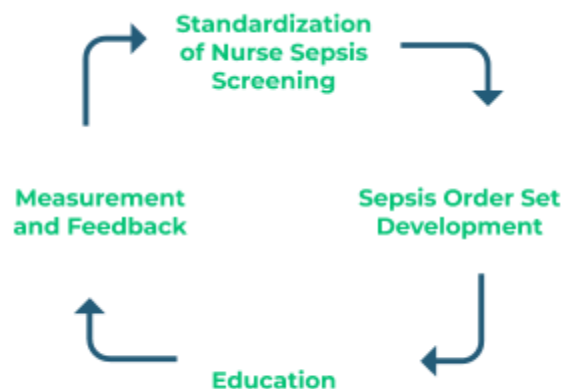 Standardization
of Nurse Sepsis
Screening
Sepsis Order Set
Development
Education
Measurement
and Feedback